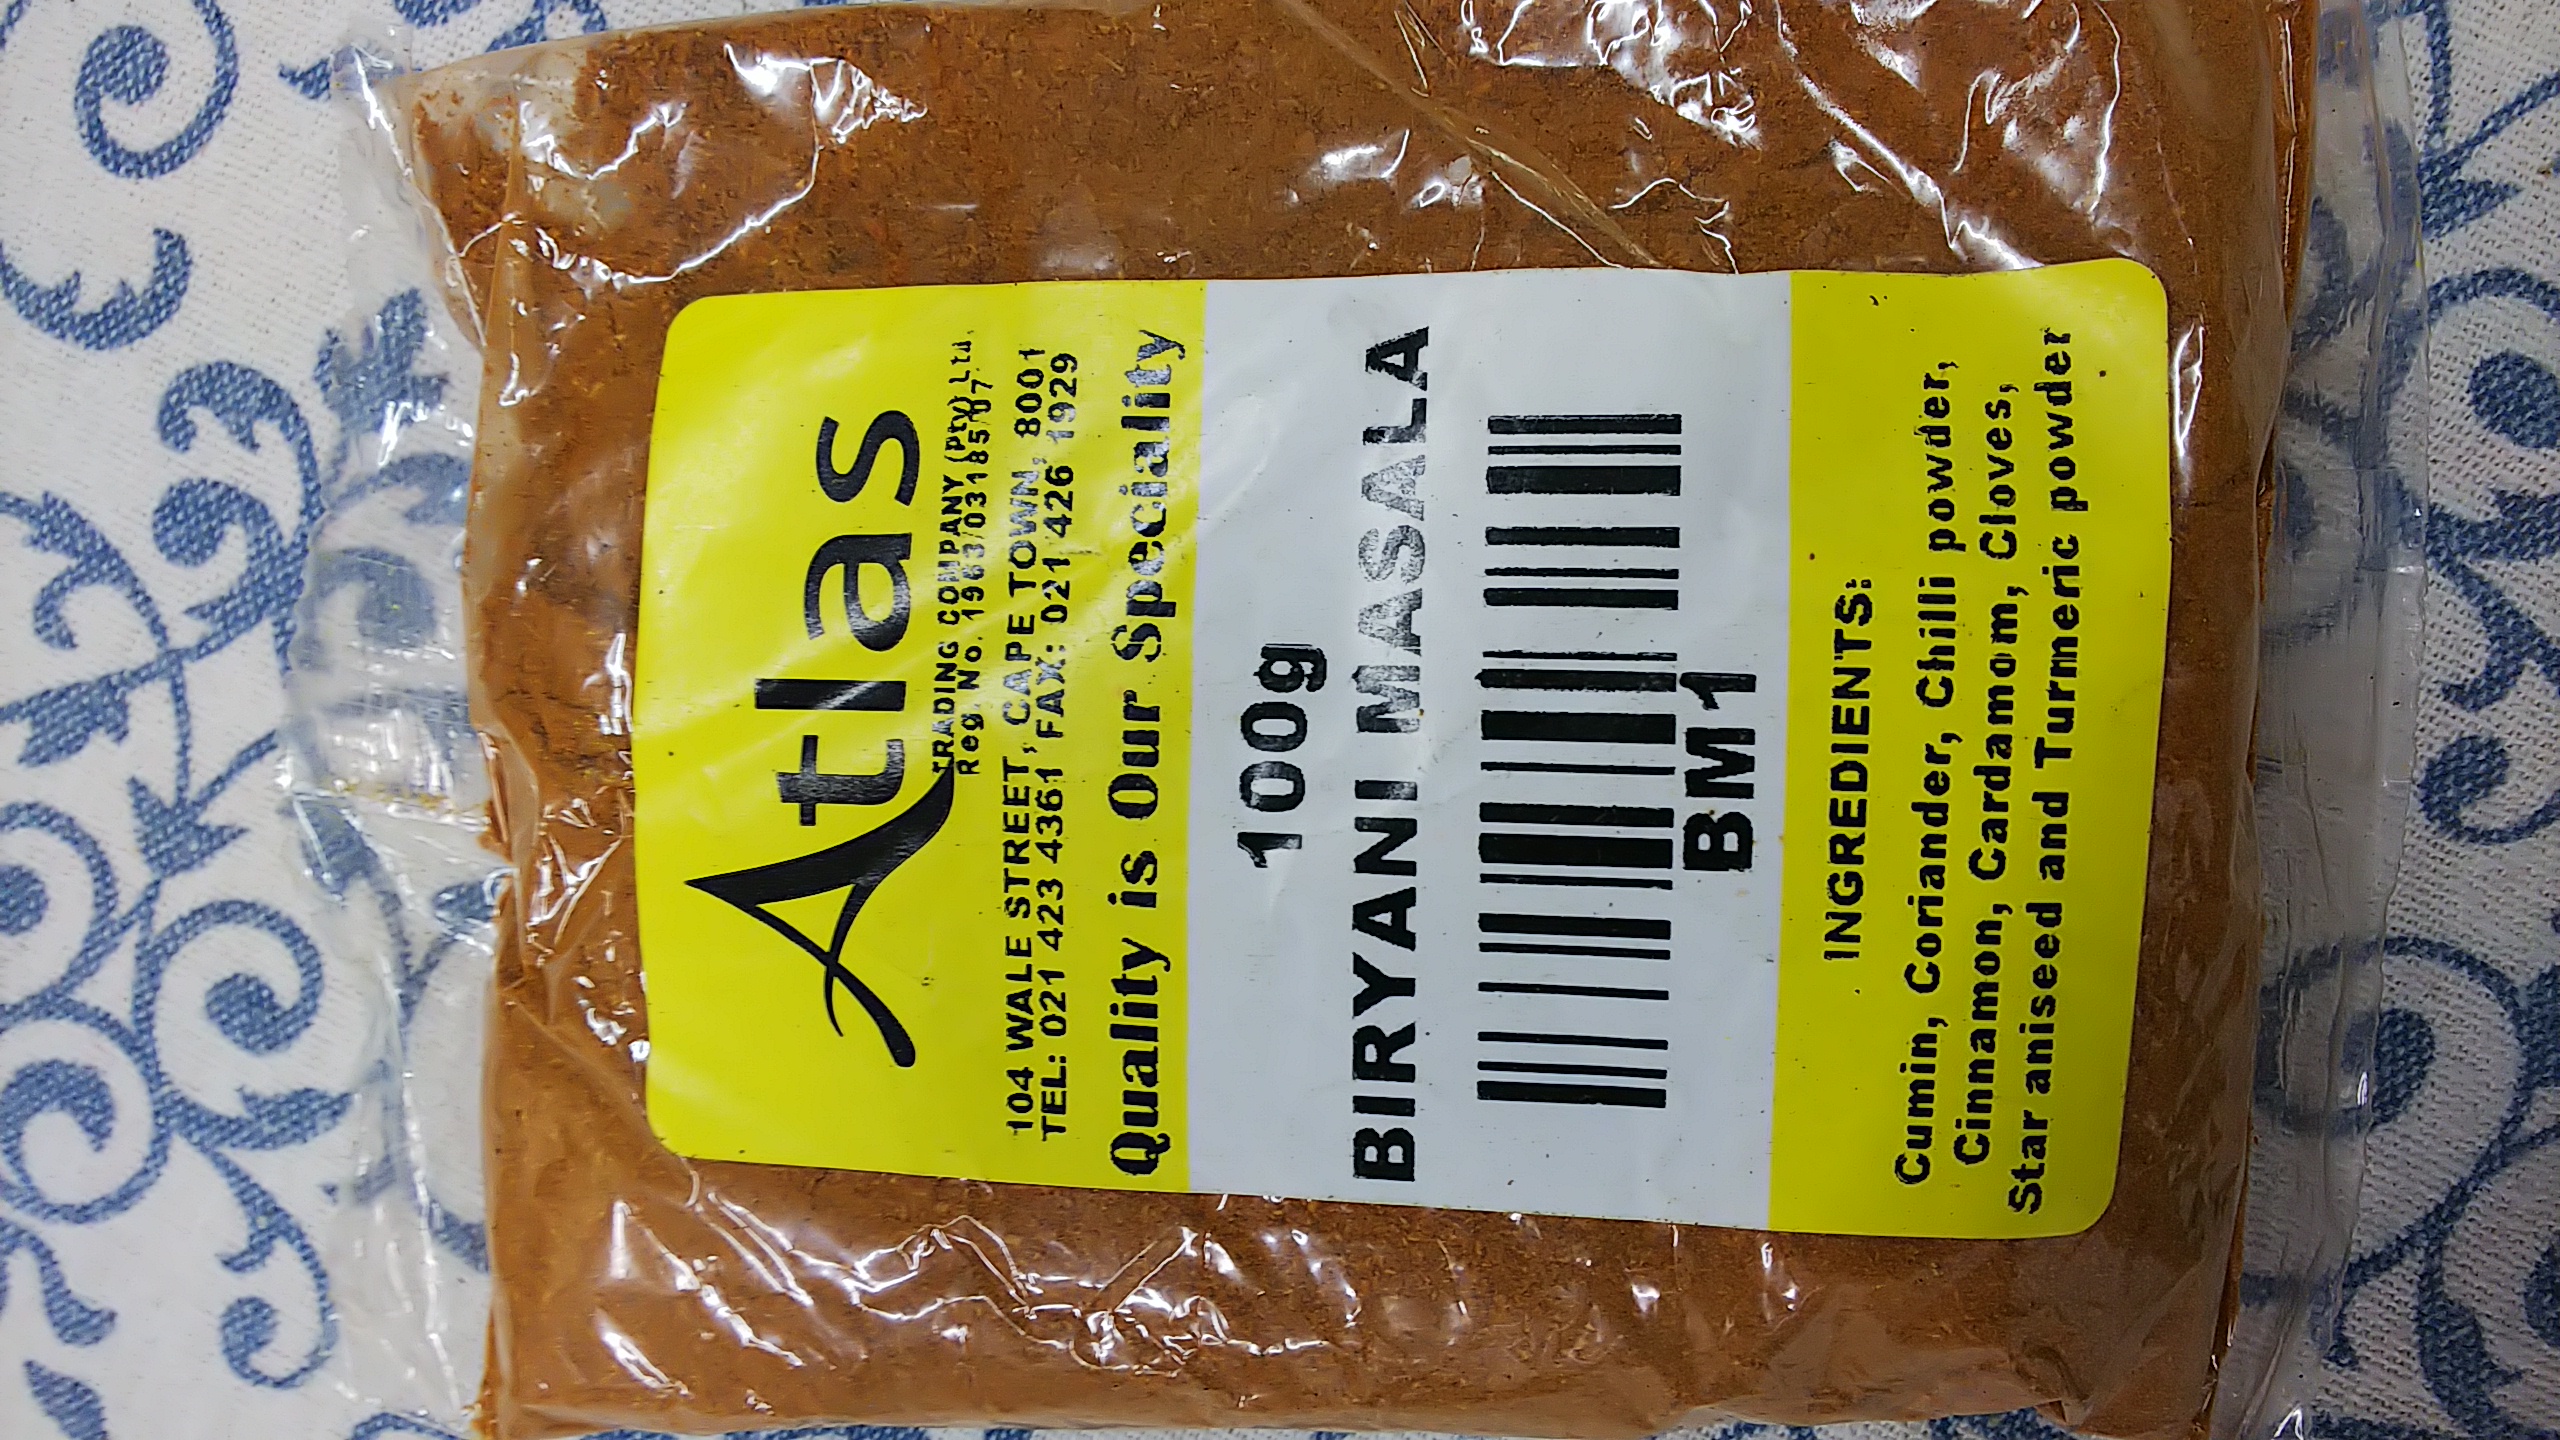 Atlas
TRADING COMPANY (Pty) Ltd.
Reg. No. 1963/03185/07
104 WALE STREET, CAPE TOWN, 8001
TEL: 021 423 4361 FAX: 021 426 1929
Quality is Our Speciality
100g
BIRYANI MASALA
BM1
INGREDIENTS:
Cumin, Coriander, Chilli powder,
Cinnamon, Cardamom, Cloves,
Star aniseed and Turmeric powder